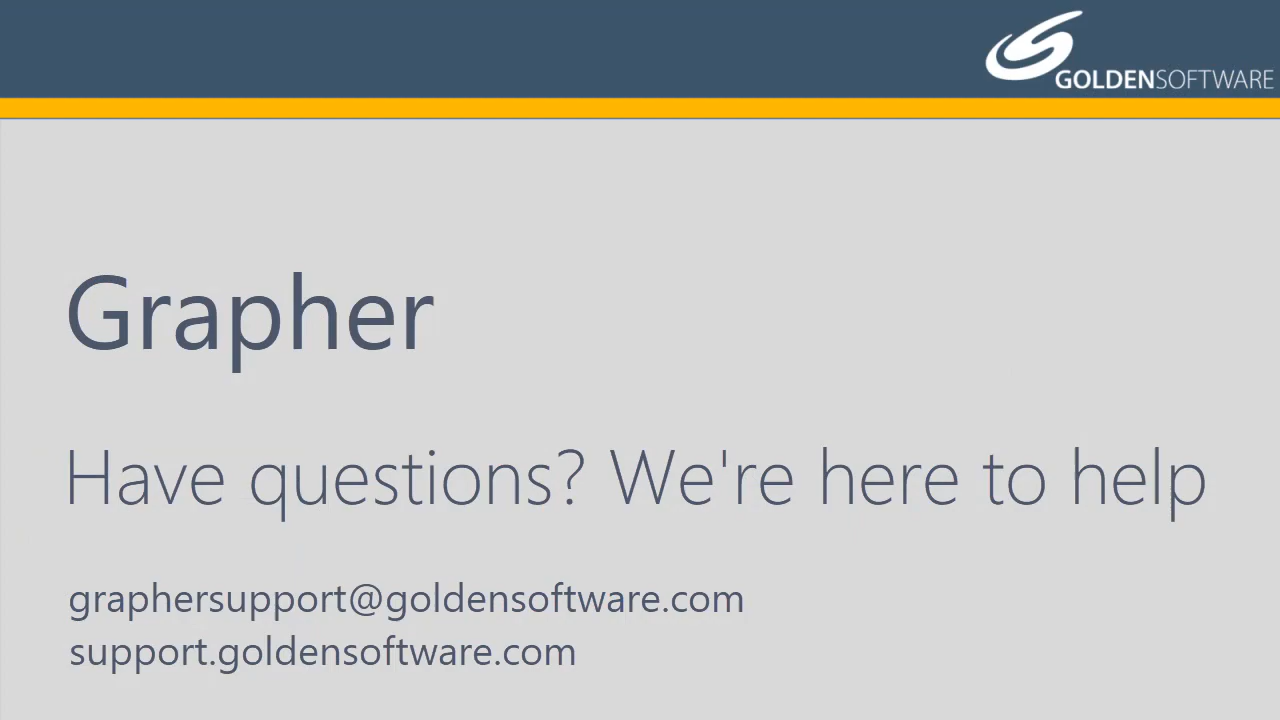 GOLDENSOFTWARE
Grapher
Have questions? We're here to help
graphersupport@goldensoftware.com
support.goldensoftware.com